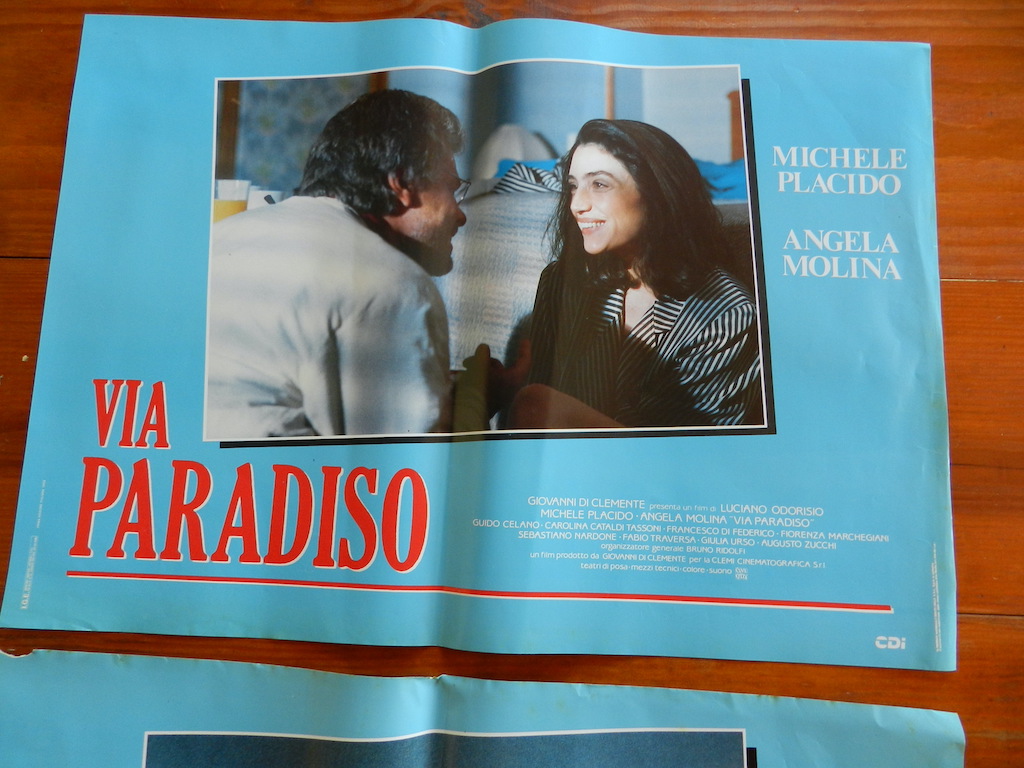 MICHELE
PLACIDO
ANGELA
MOLINA
VIA
PARADISO
GIOVANNI DI CLEMENTE presenta un film di LUCIANO ODORISIO
MICHELE PLACIDO · ANGELA MOLINA "VIA PARADISO"
GUIDO CELANO · CAROLINA CATALDI TASSONI · FRANCESCO DI FEDERICO · FIORENZA MARCHEGIANI
SEBASTIANO NARDONE · FABIO TRAVERSA · GIULIA URSO · AUGUSTO ZUCCHI
organizzatore generale BRUNO RIDOLFI
un film prodotto da GIOVANNI DI CLEMENTE per la CLEMI CINEMATOGRAFICA S.r.l
teatri di posa · mezzi tecnici · colore · suono
CDi